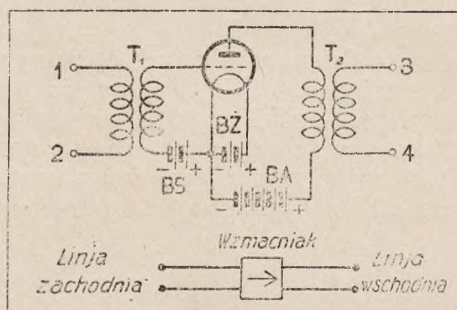 1 T₁ T₂ 3
BŻ
2 4
- + - +
BS BA
- +
Wzmacniak
Linja Linja
zachodnia wschodnia